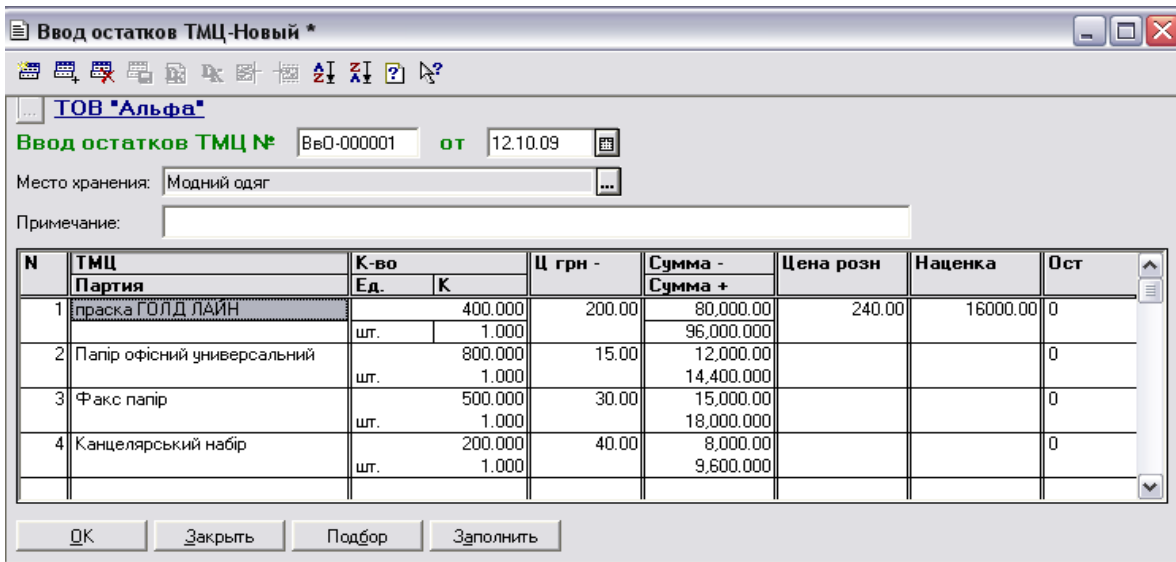 Ввод остатков ТМЦ-Новый *
... ТОВ "Альфа"
Ввод остатков ТМЦ № ВвО-000001 от 12.10.09
Место хранения: Модний одяг ...
Примечание:
N ТМЦ К-во Ц грн - Сумма - Цена розн Наценка Ост
Партия Ед. К Сумма +
1 праска ГОЛД ЛАЙН 400.000 200.00 80,000.00 240.00 16000.00 0
шт. 1.000 96,000.000
2 Папір офісний универсальний 800.000 15.00 12,000.00 0
шт. 1.000 14,400.000
3 Факс папір 500.000 30.00 15,000.00 0
шт. 1.000 18,000.000
4 Канцелярський набір 200.000 40.00 8,000.00 0
шт. 1.000 9,600.000
OK Закрыть Подбор Заполнить